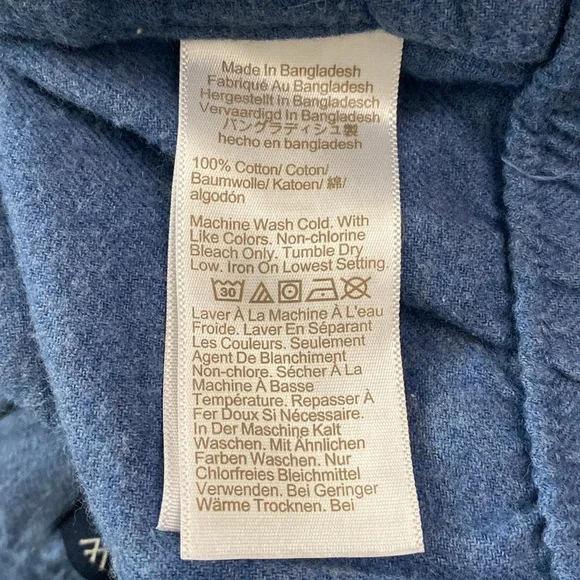 Made In Bangladesh
Fabriqué Au Bangladesh
Hergestellt in Bangladesch
Vervaardigd In Bangladesh
バングラディシュ製
hecho en bangladesh
100% Cotton/ Coton/
Baumwolle/ Katoen/ 綿/
algodón
Machine Wash Cold. With
Like Colors. Non-chlorine
Bleach Only. Tumble Dry
Low. Iron On Lowest Setting.
30
Laver À La Machine À L'eau
Froide. Laver En Séparant
Les Couleurs. Seulement
Agent De Blanchiment
Non-chlore. Sécher À La
Machine À Basse
Température. Repasser À
Fer Doux Si Nécessaire.
In Der Maschine Kalt
Waschen. Mit Ähnlichen
Farben Waschen. Nur
Chlorfreies Bleichmittel
Verwenden. Bei Geringer
Wärme Trocknen. Bei